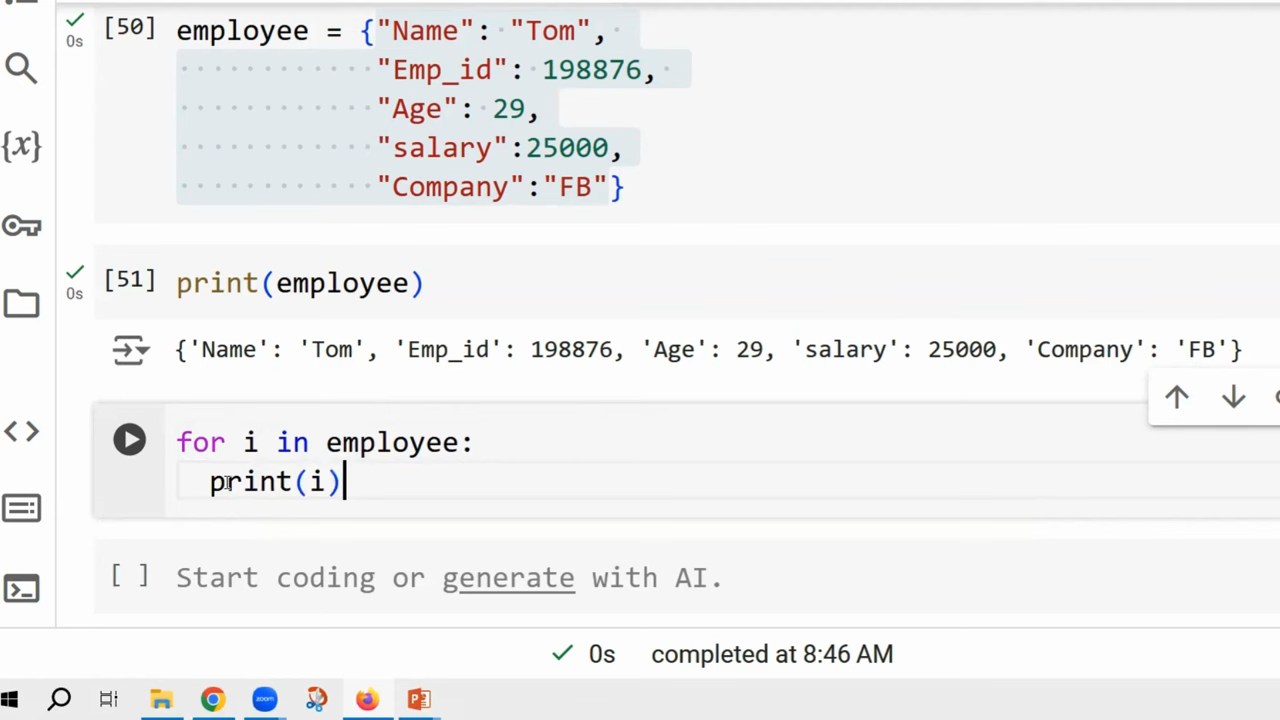 [50] employee = {"Name": "Tom",
"Emp_id": 198876,
"Age": 29,
"salary":25000,
"Company":"FB"}
0s
[51] print(employee)
0s
{'Name': 'Tom', 'Emp_id': 198876, 'Age': 29, 'salary': 25000, 'Company': 'FB'}
for i in employee:
print(i)
[ ] Start coding or generate with AI.
0s completed at 8:46 AM
zoom